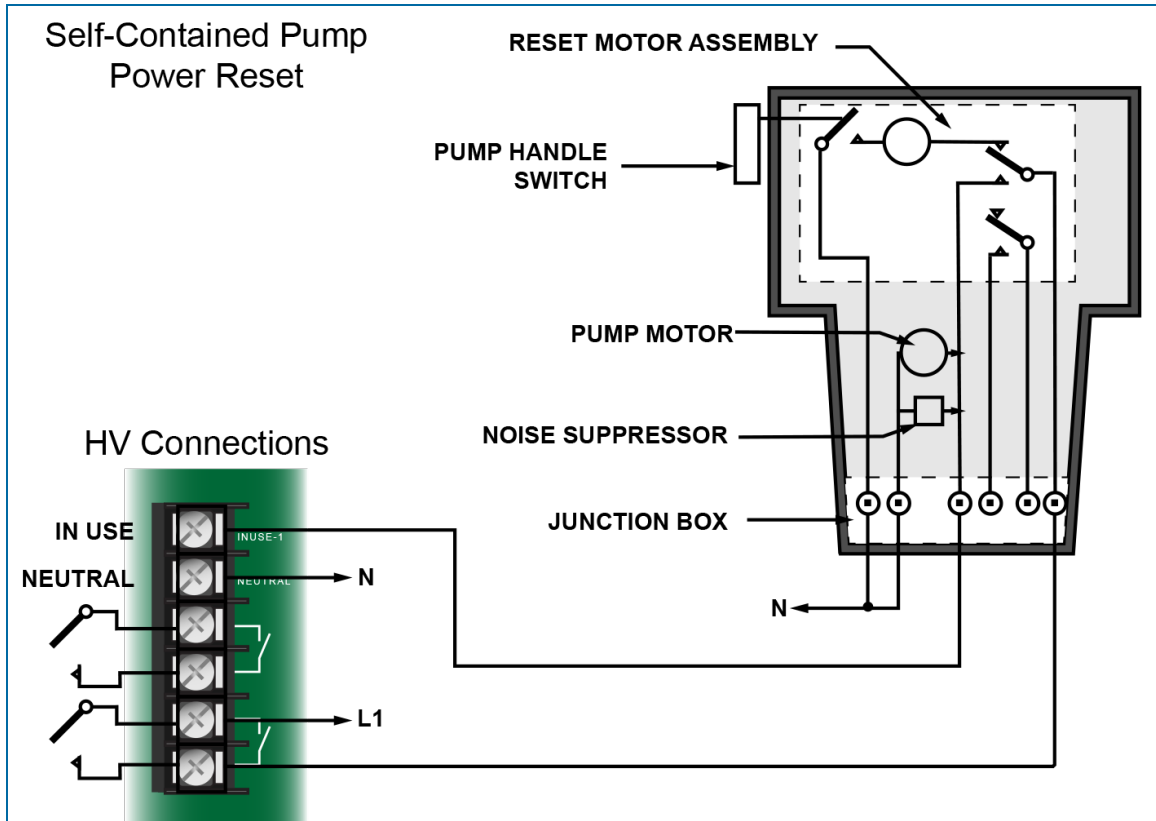 Self-Contained Pump
Power Reset
RESET MOTOR ASSEMBLY
PUMP HANDLE
SWITCH
PUMP MOTOR
NOISE SUPPRESSOR
JUNCTION BOX
HV Connections
IN USE
INUSE-1
NEUTRAL
NEUTRAL
N
N
L1